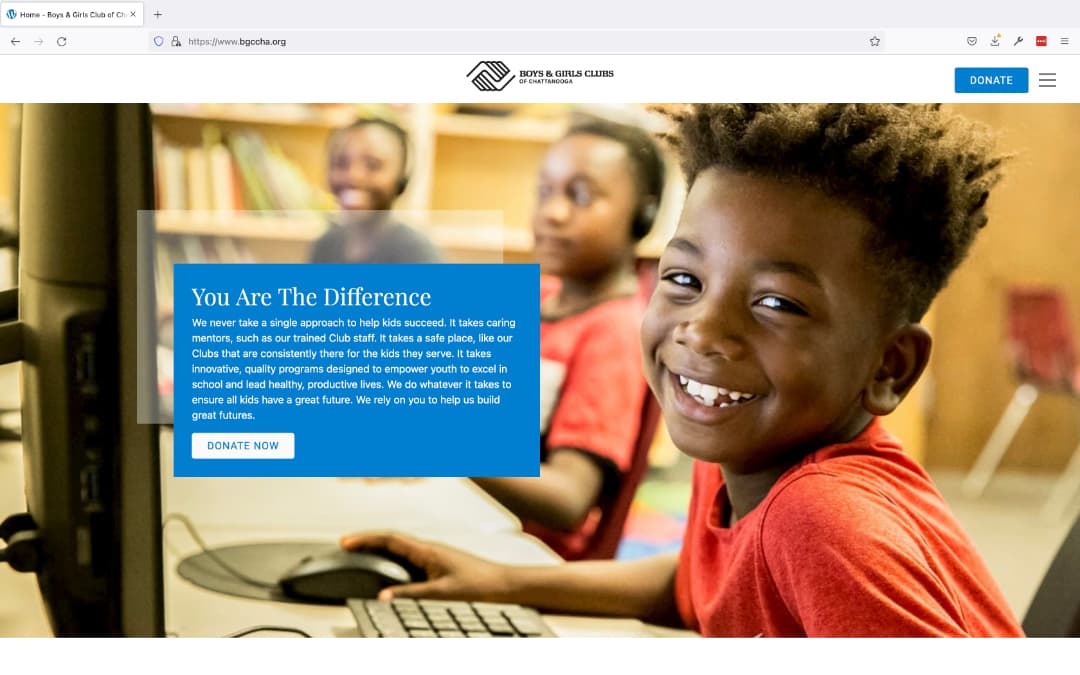 Home - Boys & Girls Club of Ch
https://www.bgccha.org
BOYS & GIRLS CLUBS
OF CHATTANOOGA
DONATE
You Are The Difference
We never take a single approach to help kids succeed. It takes caring
mentors, such as our trained Club staff. It takes a safe place, like our
Clubs that are consistently there for the kids they serve. It takes
innovative, quality programs designed to empower youth to excel in
school and lead healthy, productive lives. We do whatever it takes to
ensure all kids have a great future. We rely on you to help us build
great futures.
DONATE NOW